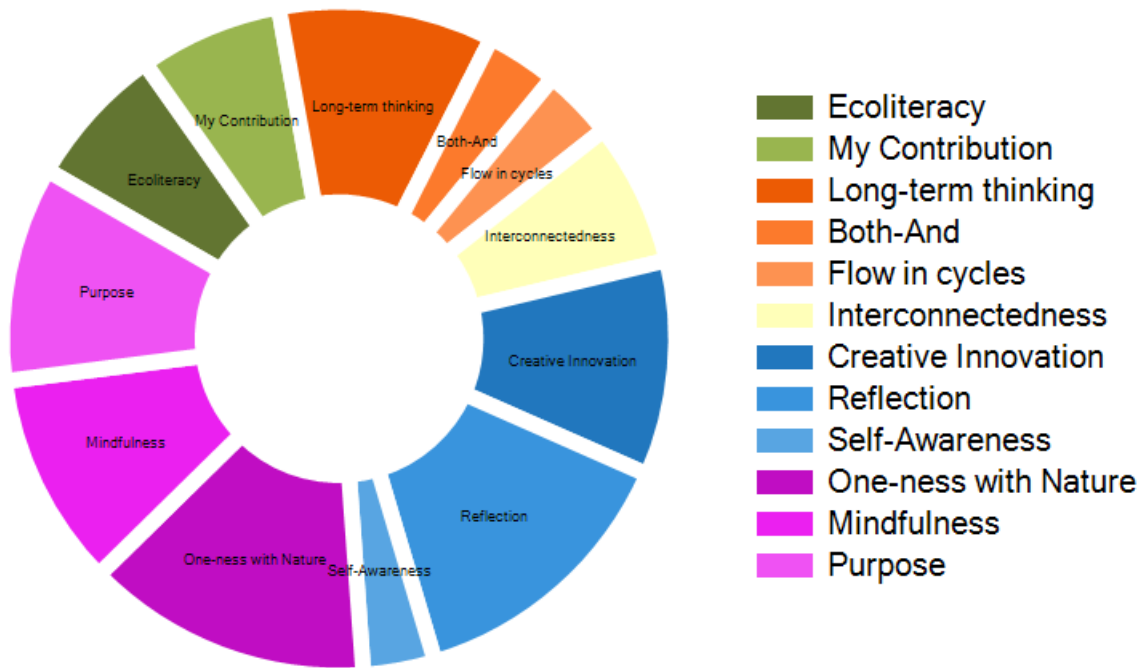 Long-term thinking
My Contribution
Both-And
Flow in cycles
Ecoliteracy
Interconnectedness
Purpose
Creative Innovation
Mindfulness
Reflection
One-ness with Nature
Self-Awareness
Ecoliteracy
My Contribution
Long-term thinking
Both-And
Flow in cycles
Interconnectedness
Creative Innovation
Reflection
Self-Awareness
One-ness with Nature
Mindfulness
Purpose